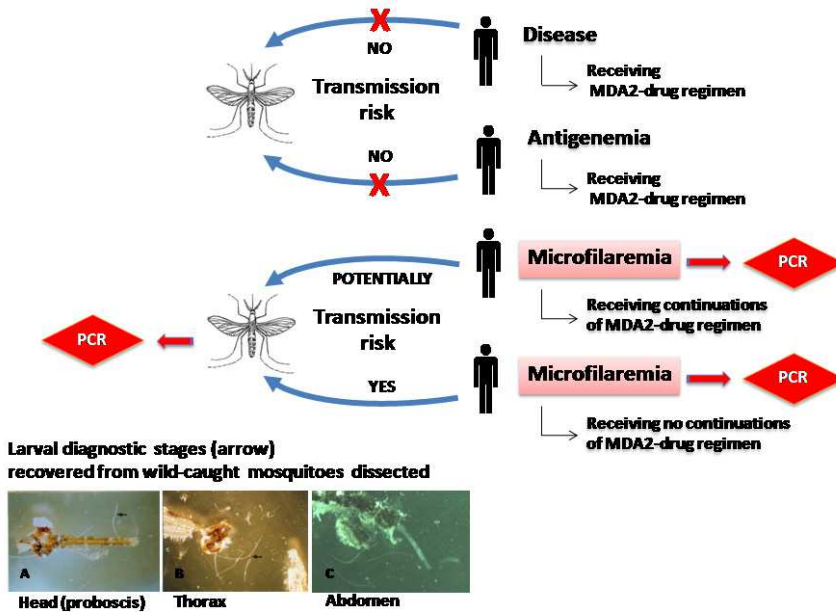 X
NO
Disease
Receiving
MDA2-drug regimen
Transmission
risk
NO
X
Antigenemia
Receiving
MDA2-drug regimen
POTENTIALLY
Microfilaremia
PCR
Receiving continuations
of MDA2-drug regimen
PCR
Transmission
risk
YES
Microfilaremia
PCR
Receiving no continuations
of MDA2-drug regimen
Larval diagnostic stages (arrow)
recovered from wild-caught mosquitoes dissected
A
B
C
Head (proboscis)
Thorax
Abdomen